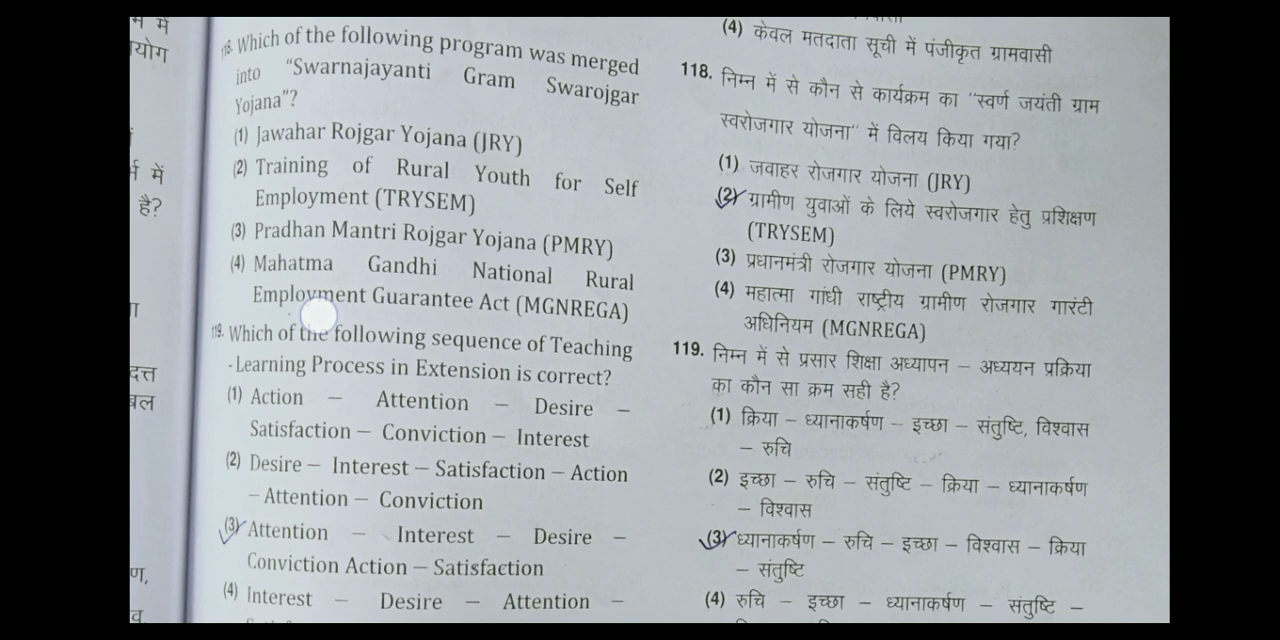 में
योग
में
है?
दत्त
बल
ण,
118. Which of the following program was merged
into "Swarnajayanti Gram Swarojgar
Yojana"?
(1) Jawahar Rojgar Yojana (JRY)
(2) Training of Rural Youth for Self
Employment (TRYSEM)
(3) Pradhan Mantri Rojgar Yojana (PMRY)
(4) Mahatma Gandhi National Rural
Employment Guarantee Act (MGNREGA)
119. Which of the following sequence of Teaching
-Learning Process in Extension is correct?
(1) Action – Attention – Desire –
Satisfaction – Conviction – Interest
(2) Desire – Interest – Satisfaction – Action
– Attention – Conviction
(3) Attention – Interest – Desire –
Conviction Action – Satisfaction
(4) Interest – Desire – Attention –
(4) केवल मतदाता सूची में पंजीकृत ग्रामवासी
118. निम्न में से कौन से कार्यक्रम का "स्वर्ण जयंती ग्राम
स्वरोजगार योजना" में विलय किया गया?
(1) जवाहर रोजगार योजना (JRY)
(2) ग्रामीण युवाओं के लिये स्वरोजगार हेतु प्रशिक्षण
(TRYSEM)
(3) प्रधानमंत्री रोजगार योजना (PMRY)
(4) महात्मा गांधी राष्ट्रीय ग्रामीण रोजगार गारंटी
अधिनियम (MGNREGA)
119. निम्न में से प्रसार शिक्षा अध्यापन – अध्ययन प्रक्रिया
का कौन सा क्रम सही है?
(1) क्रिया – ध्यानाकर्षण – इच्छा – संतुष्टि, विश्वास
– रुचि
(2) इच्छा – रुचि – संतुष्टि – क्रिया – ध्यानाकर्षण
– विश्वास
(3) ध्यानाकर्षण – रुचि – इच्छा – विश्वास – क्रिया
– संतुष्टि
(4) रुचि – इच्छा – ध्यानाकर्षण – संतुष्टि –